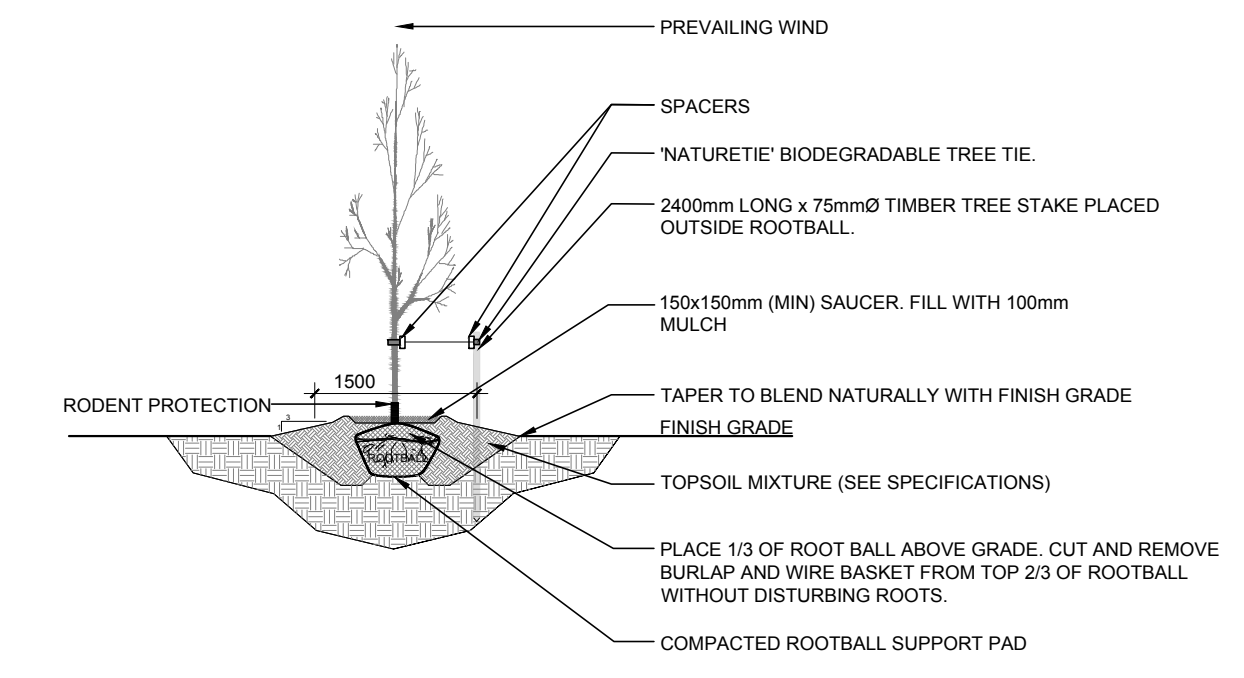 PREVAILING WIND
SPACERS
'NATURETIE' BIODEGRADABLE TREE TIE.
2400mm LONG x 75mmØ TIMBER TREE STAKE PLACED
OUTSIDE ROOTBALL.
150x150mm (MIN) SAUCER. FILL WITH 100mm
MULCH
1500
RODENT PROTECTION
3
1
TAPER TO BLEND NATURALLY WITH FINISH GRADE
FINISH GRADE
ROOTBALL
TOPSOIL MIXTURE (SEE SPECIFICATIONS)
PLACE 1/3 OF ROOT BALL ABOVE GRADE. CUT AND REMOVE
BURLAP AND WIRE BASKET FROM TOP 2/3 OF ROOTBALL
WITHOUT DISTURBING ROOTS.
COMPACTED ROOTBALL SUPPORT PAD